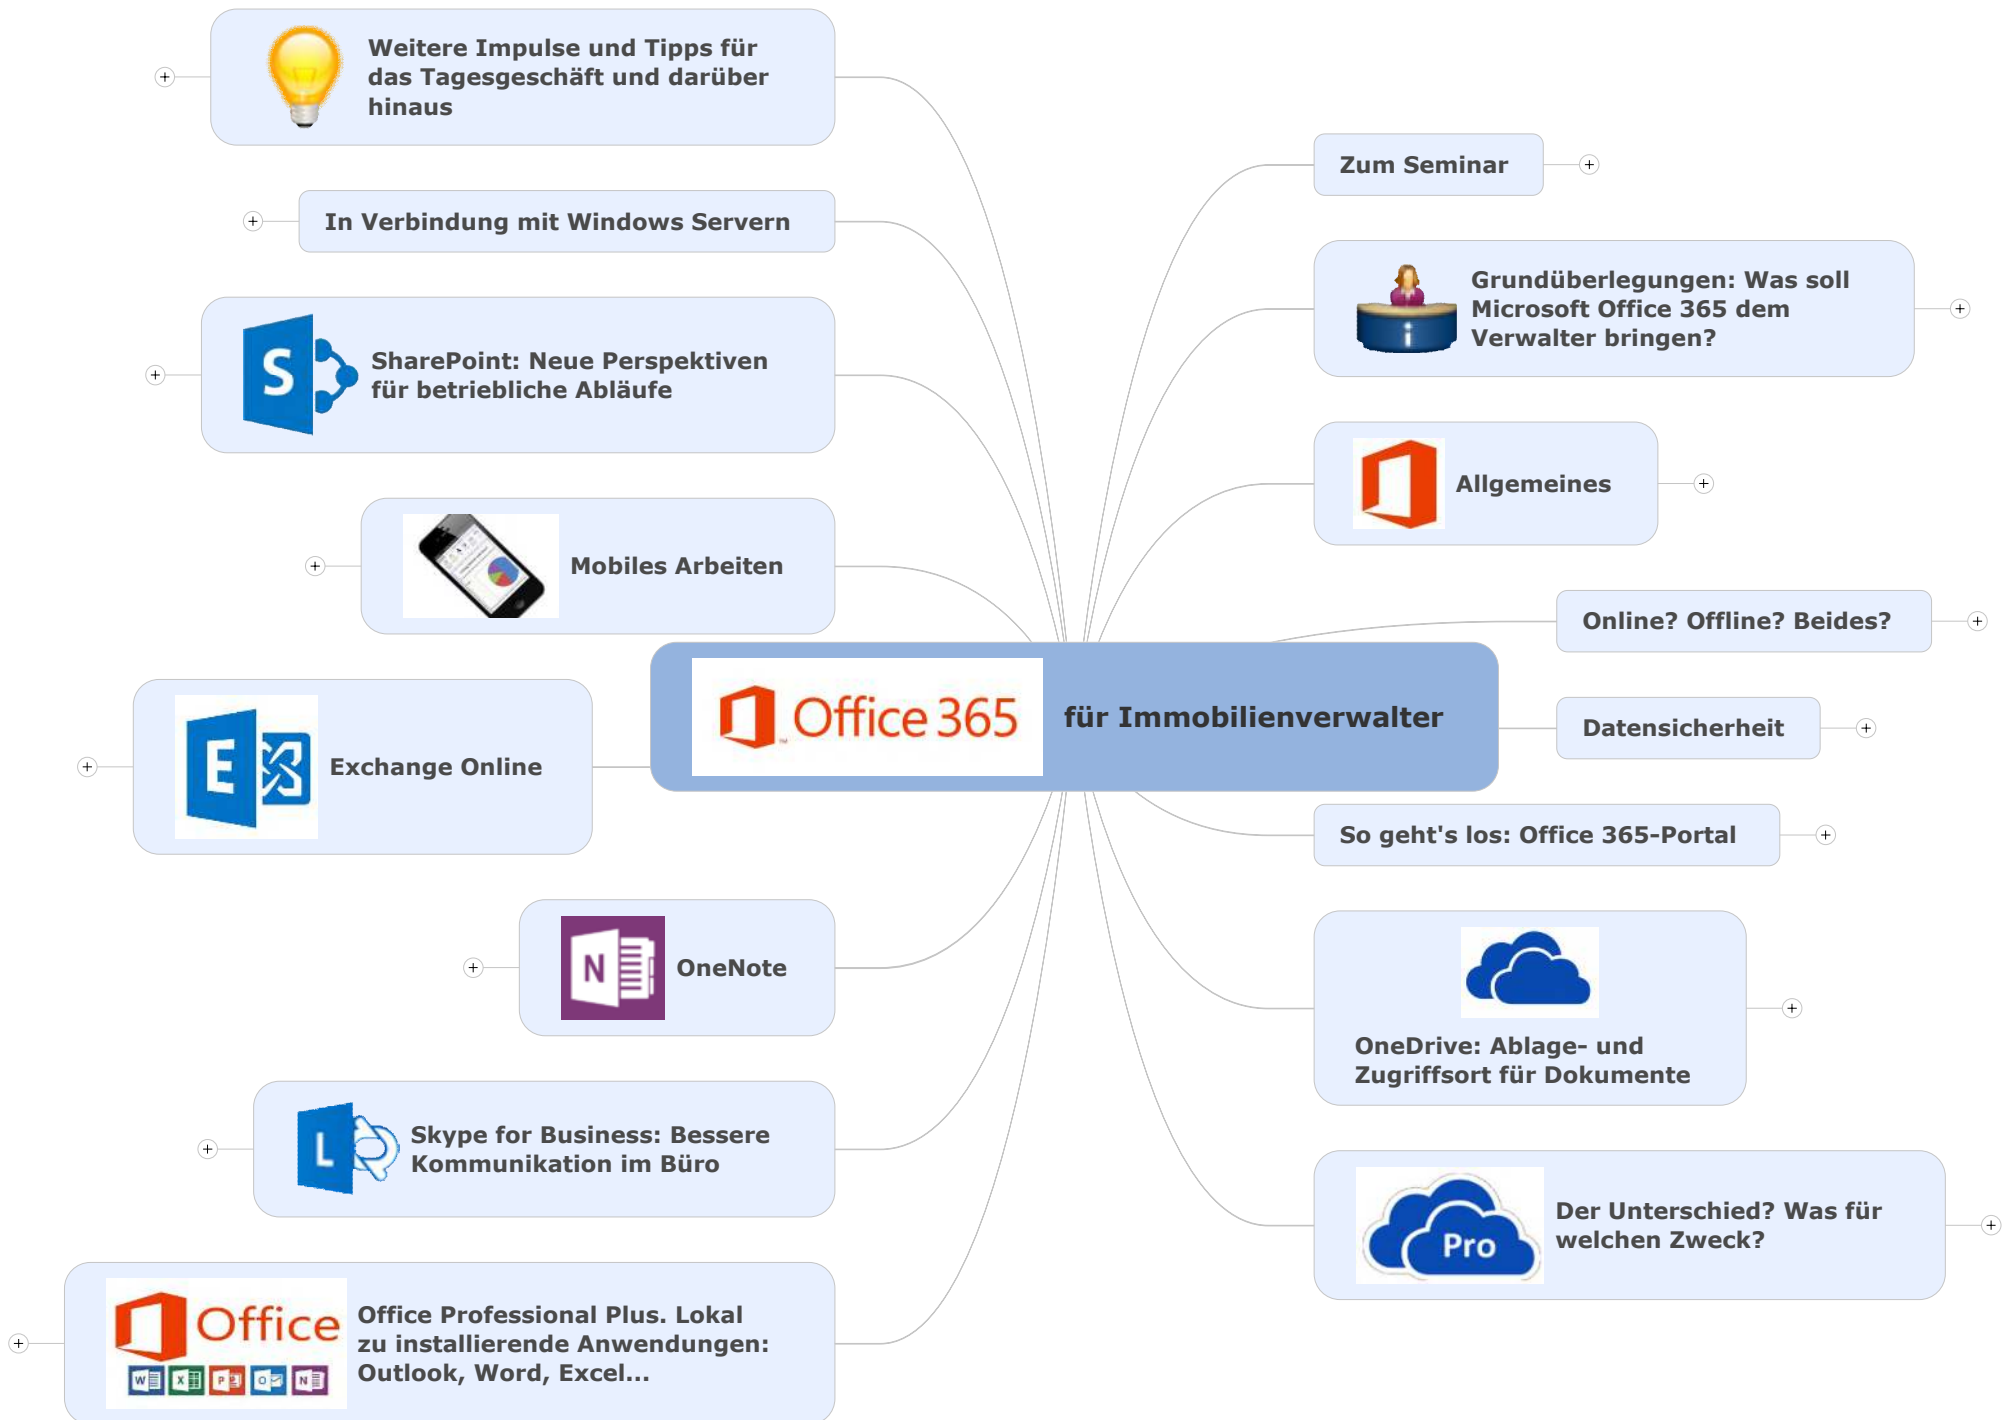 Office 365
für Immobilienverwalter
Zum Seminar
Grundüberlegungen: Was soll
Microsoft Office 365 dem
Verwalter bringen?
Allgemeines
Online? Offline? Beides?
Datensicherheit
So geht's los: Office 365-Portal
OneDrive: Ablage- und
Zugriffsort für Dokumente
Pro
Der Unterschied? Was für
welchen Zweck?
Office
W X P O N
Office Professional Plus. Lokal
zu installierende Anwendungen:
Outlook, Word, Excel...
L
Skype for Business: Bessere
Kommunikation im Büro
N
OneNote
E
Exchange Online
Mobiles Arbeiten
S
SharePoint: Neue Perspektiven
für betriebliche Abläufe
In Verbindung mit Windows Servern
Weitere Impulse und Tipps für
das Tagesgeschäft und darüber
hinaus